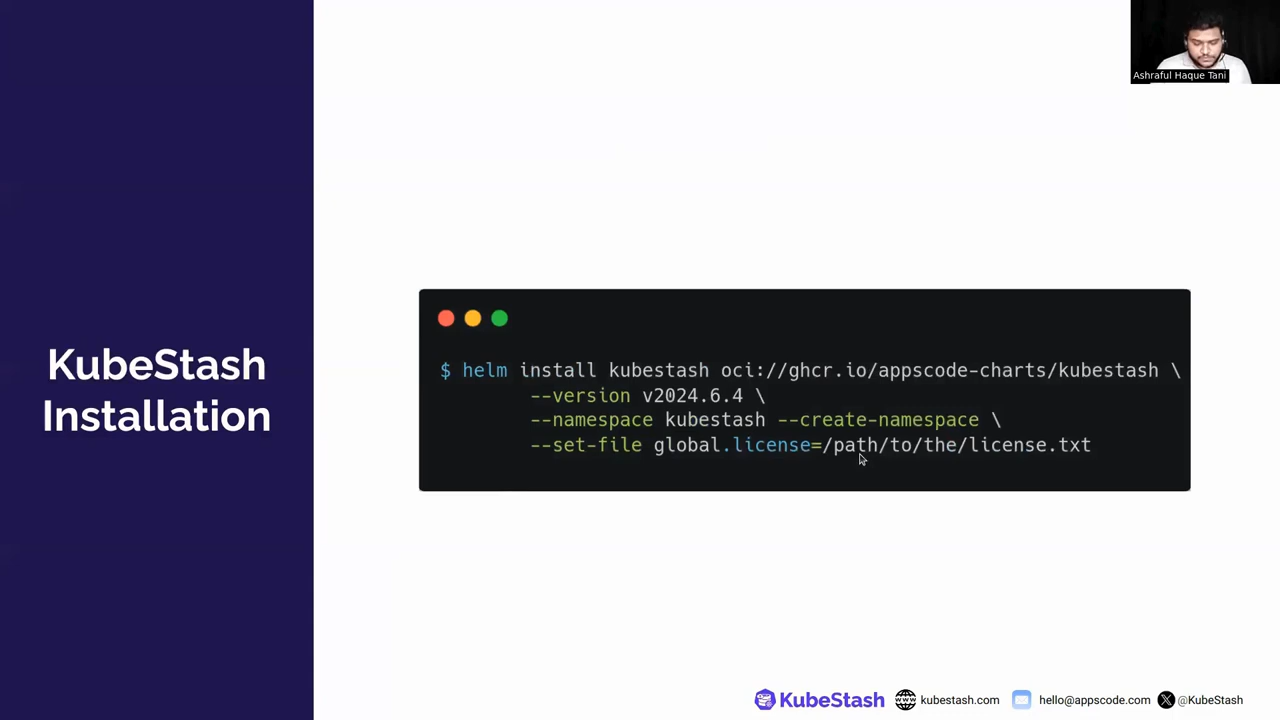 Ashraful Haque Tani
KubeStash
Installation
$ helm install kubestash oci://ghcr.io/appscode-charts/kubestash \
--version v2024.6.4 \
--namespace kubestash --create-namespace \
--set-file global.license=/path/to/the/license.txt
KubeStash kubestash.com hello@appscode.com @KubeStash